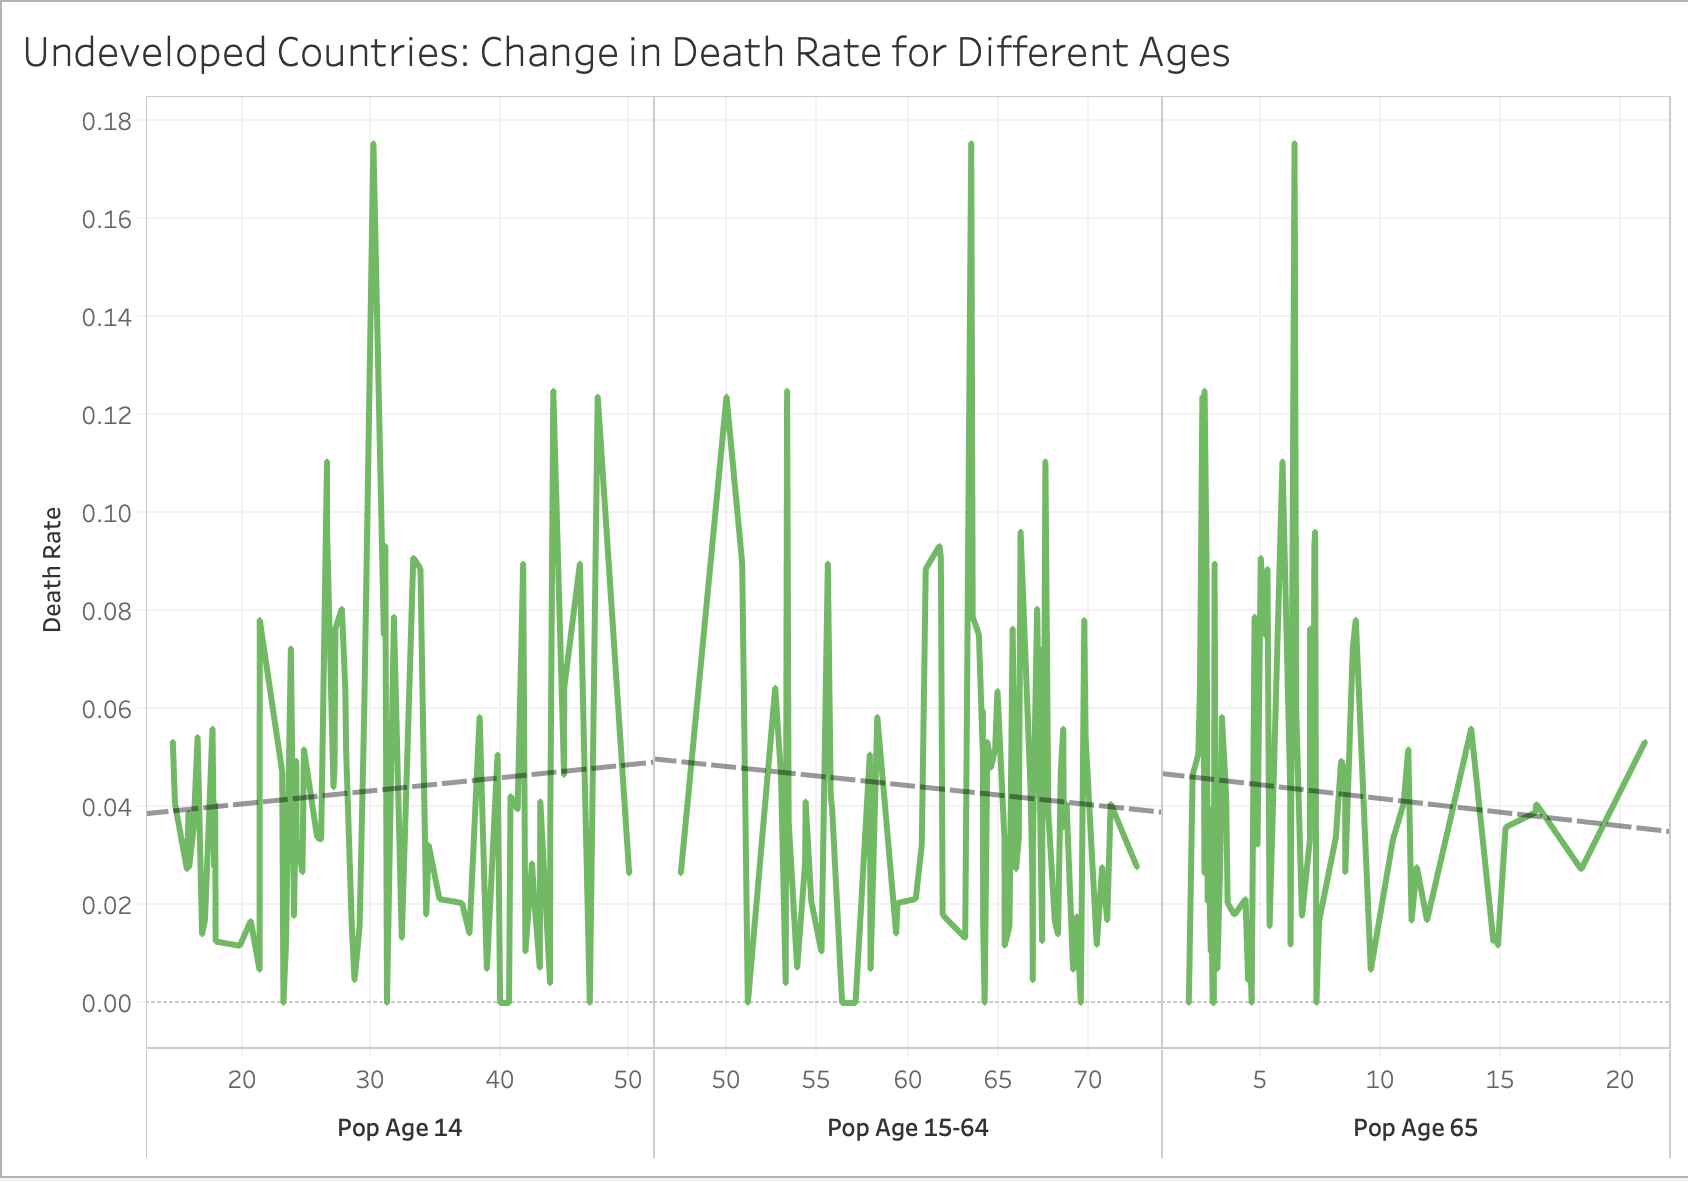 Undeveloped Countries: Change in Death Rate for Different Ages
Death Rate
0.18
0.16
0.14
0.12
0.10
0.08
0.06
0.04
0.02
0.00
20 30 40 50 50 55 60 65 70 5 10 15 20
Pop Age 14 Pop Age 15-64 Pop Age 65